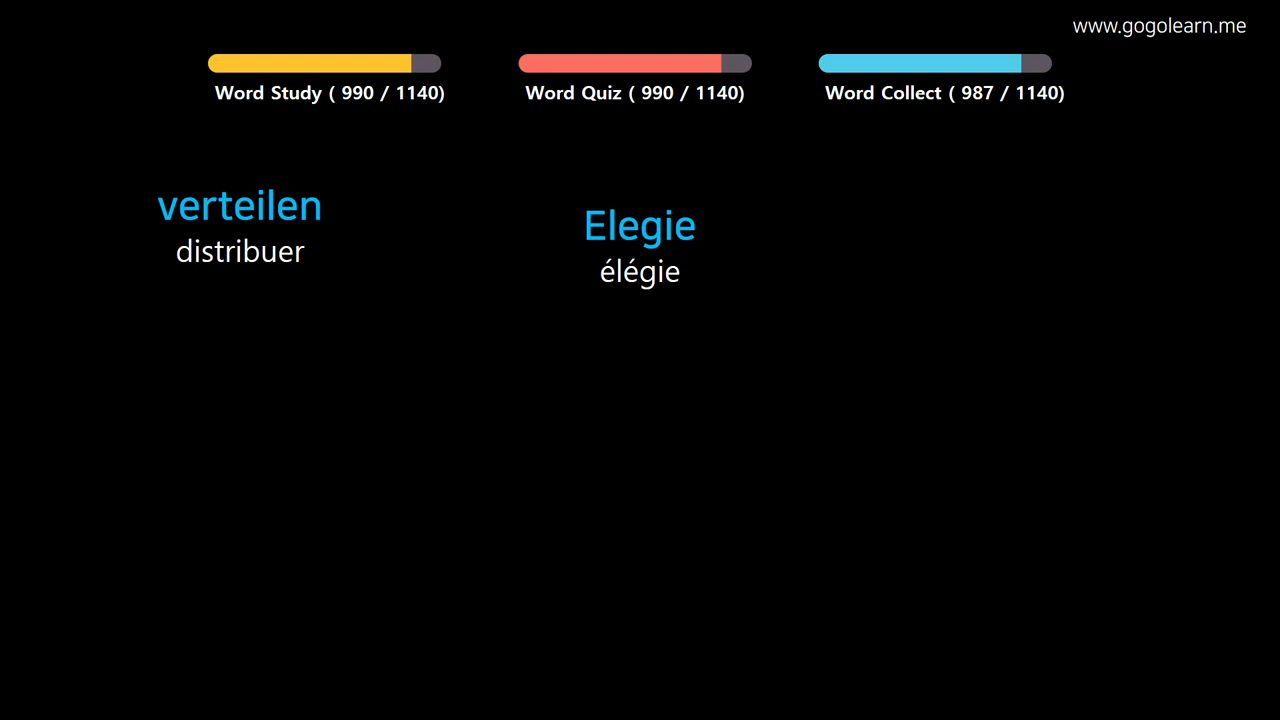 www.gogolearn.me
Word Study ( 990 / 1140)
Word Quiz ( 990 / 1140)
Word Collect ( 987 / 1140)
verteilen
distribuer
Elegie
élégie